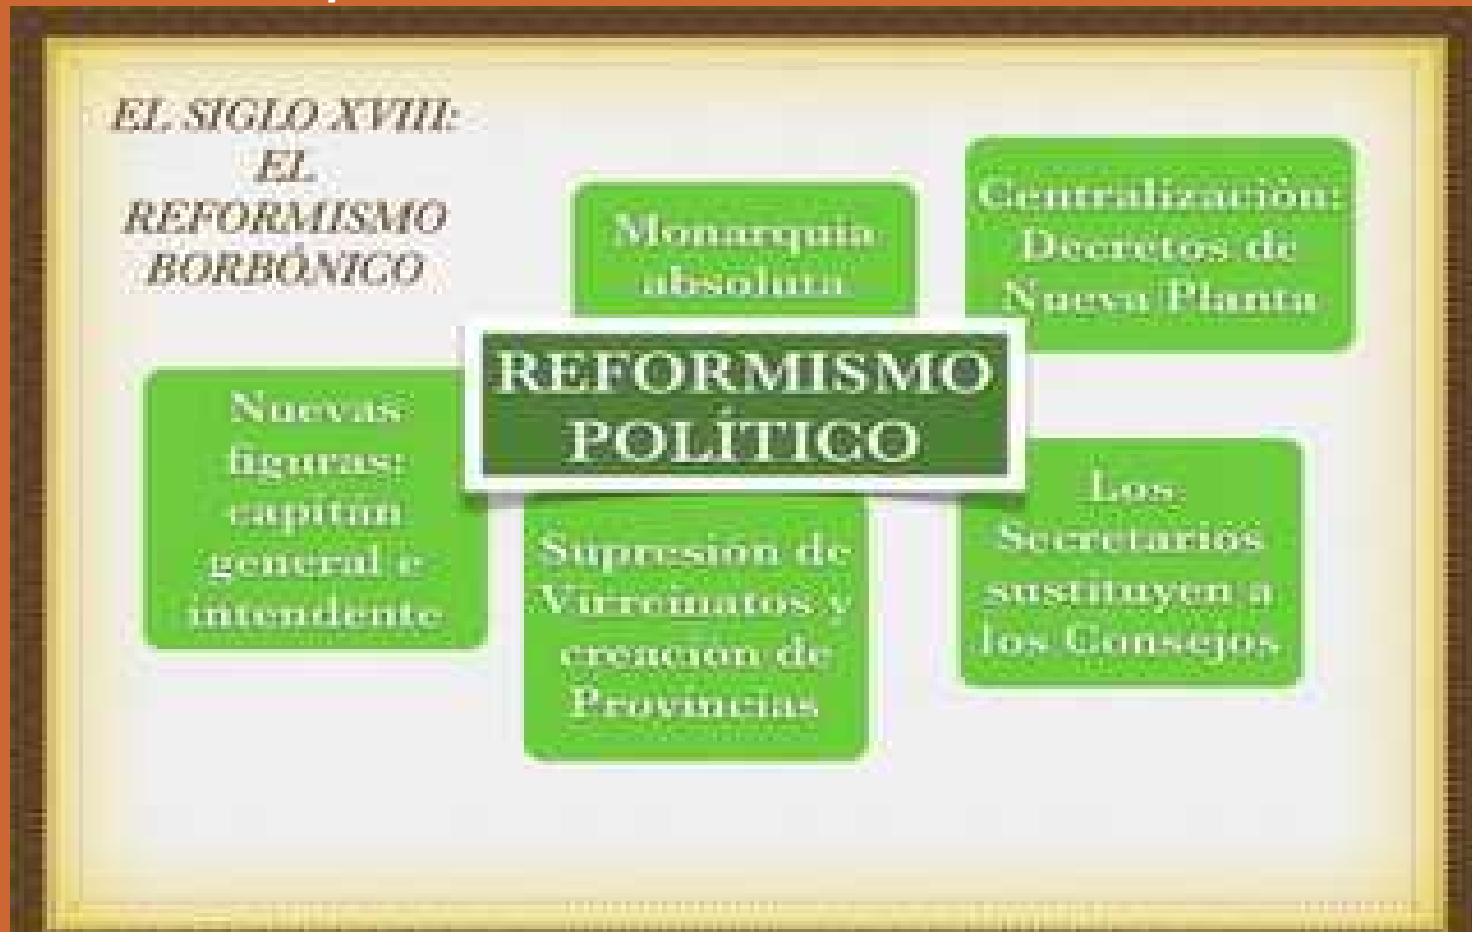 EL SIGLO XVIII:
EL
REFORMISMO
BORBÓNICO
Monarquía
absoluta
Centralización:
Decretos de
Nueva Planta
REFORMISMO
POLÍTICO
Nuevas
figuras:
capitán
general e
intendente
Supresión de
Virreinatos y
creación de
Provincias
Los
Secretarios
sustituyen a
los Consejos